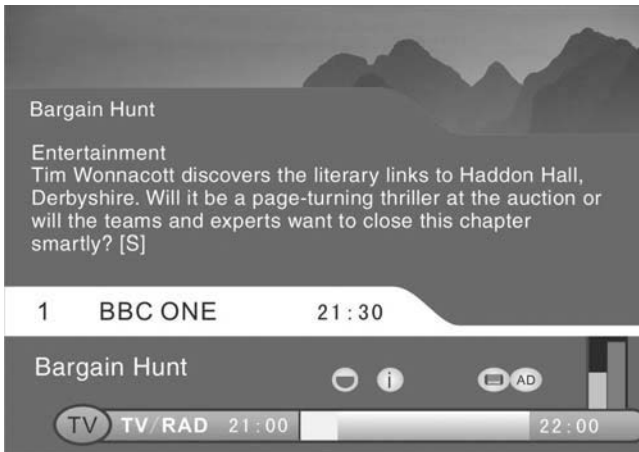 Bargain Hunt
Entertainment
Tim Wonnacott discovers the literary links to Haddon Hall,
Derbyshire. Will it be a page-turning thriller at the auction or
will the teams and experts want to close this chapter
smartly? [S]
1 BBC ONE 21:30
Bargain Hunt
i AD
TV TV/RAD 21:00 22:00